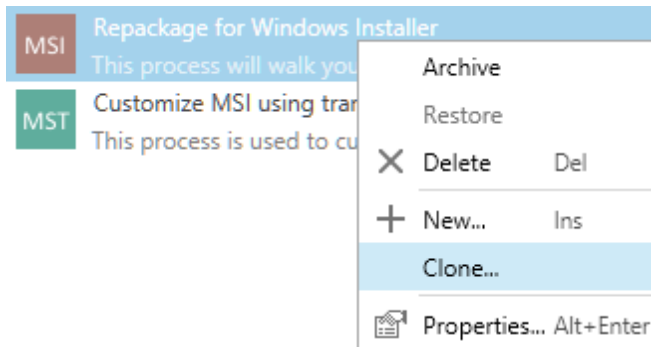 MSI
Repackage for Windows Installer
This process will walk you
MST
Customize MSI using tran
This process is used to cu
Archive
Restore
Delete Del
New... Ins
Clone...
Properties... Alt+Enter